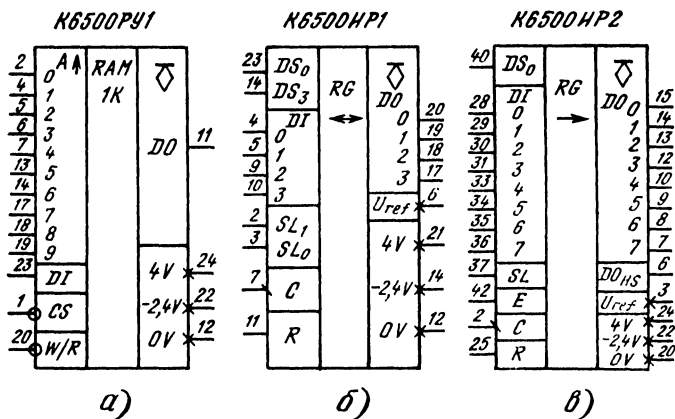 К6500РУ1
К6500НР1
К6500НР2
2 A RAM
0 1K
4 1
5 2
6 3
7 4
13 5
14 6
17 7
18 8
19 9
DO 11
23 DI
1 CS
20 W/R
4V 24
-2,4V 22
0V 12
23 DS0 RG
14 DS3
DI
4 0
5 1
9 2
10 3
2 SL1
3 SL0
7 C
11 R
DO
0 20
1 19
2 18
3 17
Uref 6
4V 21
-2,4V 14
0V 12
40 DS0 RG
DI
28 0
29 1
30 2
31 3
33 4
34 5
35 6
36 7
37 SL
42 E
2 C
25 R
DO 0 15
1 14
2 13
3 12
4 10
5 9
6 8
7 7
DOHS 6
Uref 3
4V 24
-2,4V 22
0V 20
а) б) в)